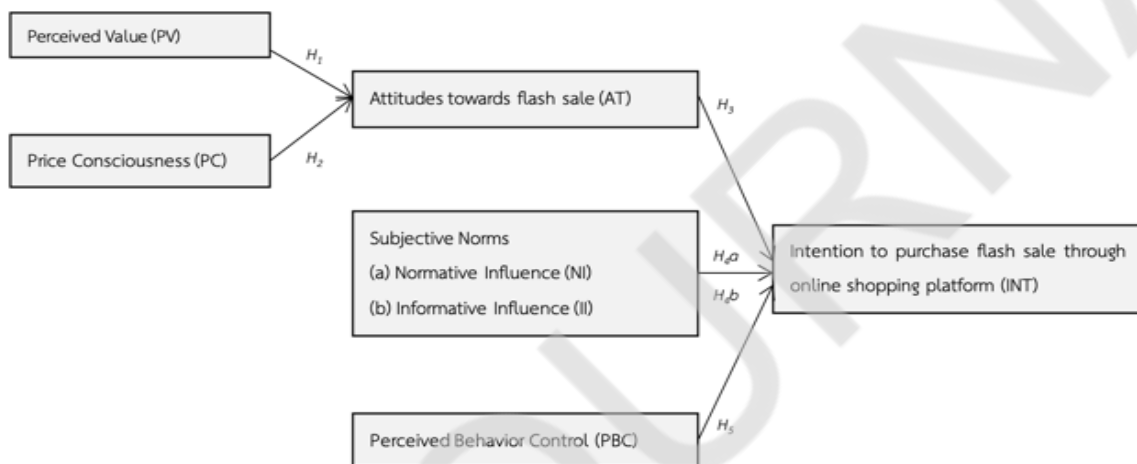 Perceived Value (PV)
H1
Attitudes towards flash sale (AT)
H3
Price Consciousness (PC)
H2
Subjective Norms
(a) Normative Influence (NI)
(b) Informative Influence (II)
H4a
H4b
Intention to purchase flash sale through
online shopping platform (INT)
Perceived Behavior Control (PBC)
H5